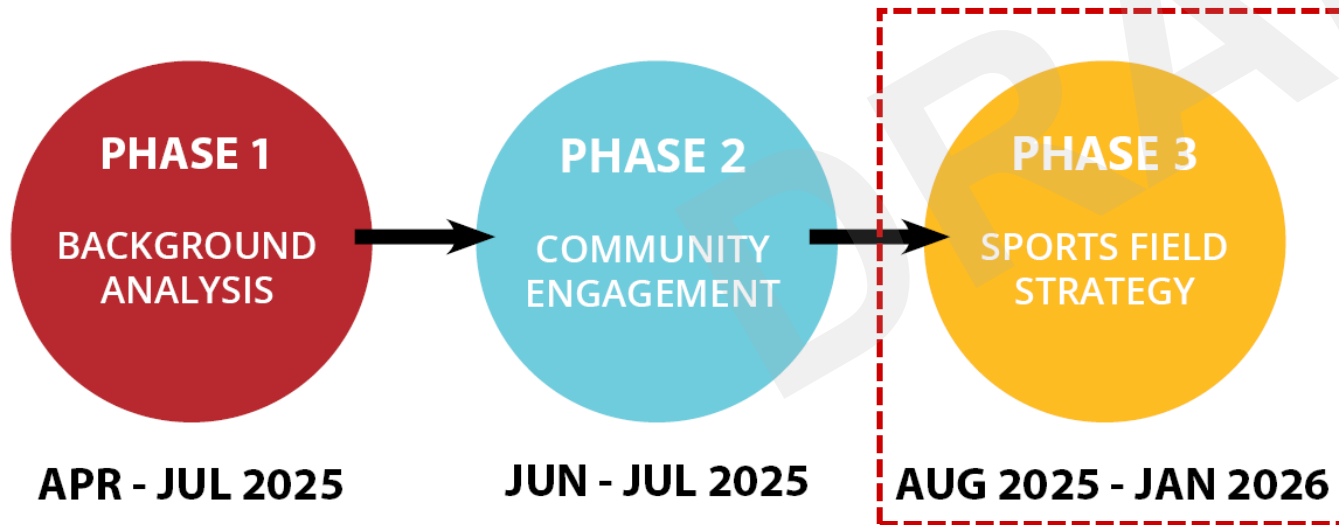 PHASE 1
BACKGROUND
ANALYSIS
APR - JUL 2025
PHASE 2
COMMUNITY
ENGAGEMENT
JUN - JUL 2025
PHASE 3
SPORTS FIELD
STRATEGY
AUG 2025 - JAN 2026